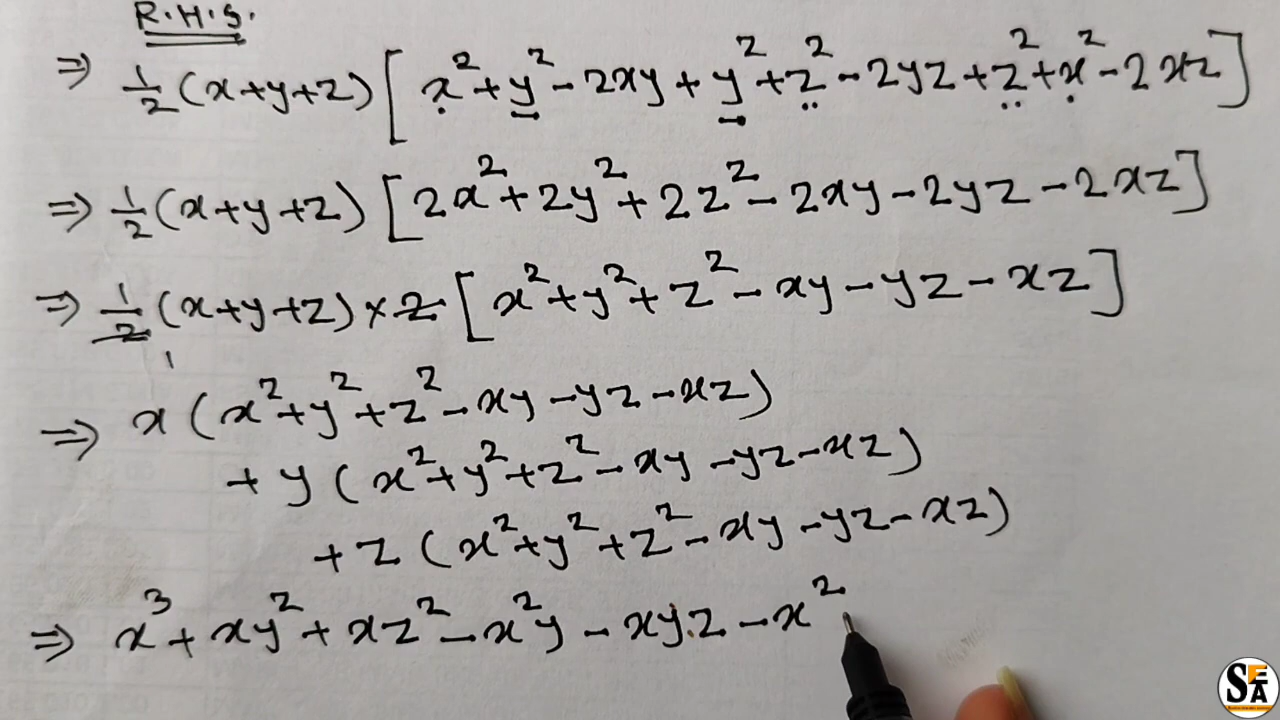 R.H.S.
⇒ 1/2 (x+y+z) [x²+y²-2xy+y²+z²-2yz+z²+x²-2xz]
⇒ 1/2 (x+y+z) [2x²+2y²+2z²-2xy-2yz-2xz]
⇒ 1/2 (x+y+z)×2 [x²+y²+z²-xy-yz-xz]
1
⇒ x(x²+y²+z²-xy-yz-xz)
+y(x²+y²+z²-xy-yz-xz)
+z(x²+y²+z²-xy-yz-xz)
⇒ x³+xy²+xz²-x²y-xyz-x²
SFEA